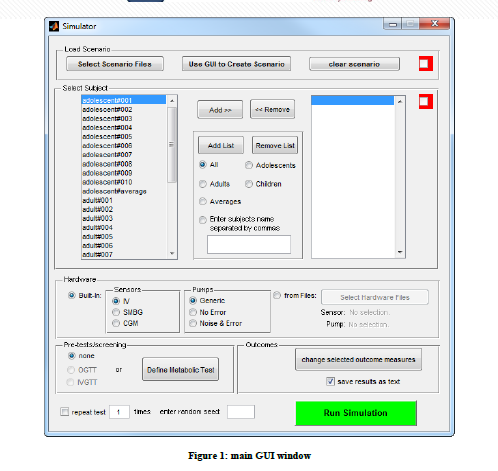 Simulator
Load Scenario
Select Scenario Files
Use GUI to Create Scenario
clear scenario
Select Subject
adolescent#001
adolescent#002
adolescent#003
adolescent#004
adolescent#005
adolescent#006
adolescent#007
adolescent#008
adolescent#009
adolescent#010
adolescent#average
adult#001
adult#002
adult#003
adult#004
adult#005
adult#006
adult#007
Add >>
<< Remove
Add List
Remove List
All
Adolescents
Adults
Children
Averages
Enter subjects name
separated by commas
Hardware
Built-in:
Sensors
IV
SMBG
CGM
Pumps
Generic
No Error
Noise & Error
from Files:
Select Hardware Files
Sensor: No selection.
Pump: No selection.
Pre-tests/screening
none
OGTT
IVGTT
or
Define Metabolic Test
Outcomes
change selected outcome measures
save results as text
repeat test 1 times
enter random seed:
Run Simulation
Figure 1: main GUI window